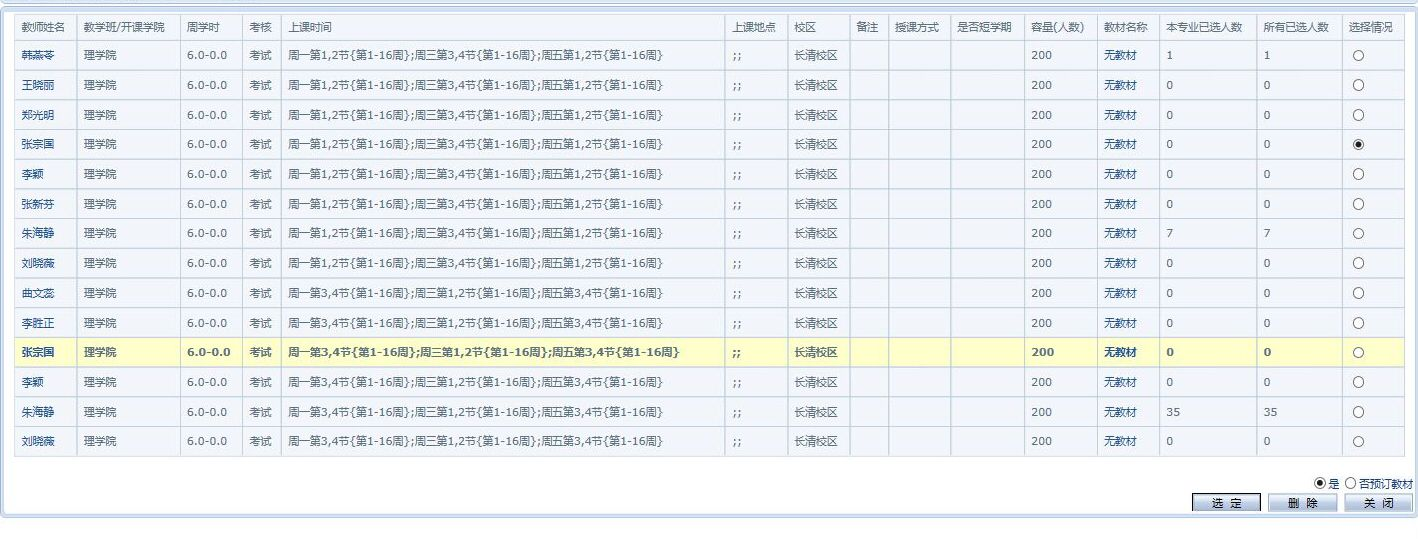 教师姓名 教学班/开课学院 周学时 考核 上课时间 上课地点 校区 备注 授课方式 是否短学期 容量(人数) 教材名称 本专业已选人数 所有已选人数 选择情况
韩燕苓 理学院 6.0-0.0 考试 周一第1,2节{第1-16周};周三第3,4节{第1-16周};周五第1,2节{第1-16周} ;; 长清校区 200 无教材 1 1
王晓丽 理学院 6.0-0.0 考试 周一第1,2节{第1-16周};周三第3,4节{第1-16周};周五第1,2节{第1-16周} ;; 长清校区 200 无教材 0 0
郑光明 理学院 6.0-0.0 考试 周一第1,2节{第1-16周};周三第3,4节{第1-16周};周五第1,2节{第1-16周} ;; 长清校区 200 无教材 0 0
张宗国 理学院 6.0-0.0 考试 周一第1,2节{第1-16周};周三第3,4节{第1-16周};周五第1,2节{第1-16周} ;; 长清校区 200 无教材 0 0
李颖 理学院 6.0-0.0 考试 周一第1,2节{第1-16周};周三第3,4节{第1-16周};周五第1,2节{第1-16周} ;; 长清校区 200 无教材 0 0
张新芬 理学院 6.0-0.0 考试 周一第1,2节{第1-16周};周三第3,4节{第1-16周};周五第1,2节{第1-16周} ;; 长清校区 200 无教材 0 0
朱海静 理学院 6.0-0.0 考试 周一第1,2节{第1-16周};周三第3,4节{第1-16周};周五第1,2节{第1-16周} ;; 长清校区 200 无教材 7 7
刘晓薇 理学院 6.0-0.0 考试 周一第1,2节{第1-16周};周三第3,4节{第1-16周};周五第1,2节{第1-16周} ;; 长清校区 200 无教材 0 0
曲文蕊 理学院 6.0-0.0 考试 周一第3,4节{第1-16周};周三第1,2节{第1-16周};周五第3,4节{第1-16周} ;; 长清校区 200 无教材 0 0
李胜正 理学院 6.0-0.0 考试 周一第3,4节{第1-16周};周三第1,2节{第1-16周};周五第3,4节{第1-16周} ;; 长清校区 200 无教材 0 0
张宗国 理学院 6.0-0.0 考试 周一第3,4节{第1-16周};周三第1,2节{第1-16周};周五第3,4节{第1-16周} ;; 长清校区 200 无教材 0 0
李颖 理学院 6.0-0.0 考试 周一第3,4节{第1-16周};周三第1,2节{第1-16周};周五第3,4节{第1-16周} ;; 长清校区 200 无教材 0 0
朱海静 理学院 6.0-0.0 考试 周一第3,4节{第1-16周};周三第1,2节{第1-16周};周五第3,4节{第1-16周} ;; 长清校区 200 无教材 35 35
刘晓薇 理学院 6.0-0.0 考试 周一第3,4节{第1-16周};周三第1,2节{第1-16周};周五第3,4节{第1-16周} ;; 长清校区 200 无教材 0 0
是 否预订教材
选 定 删 除 关 闭